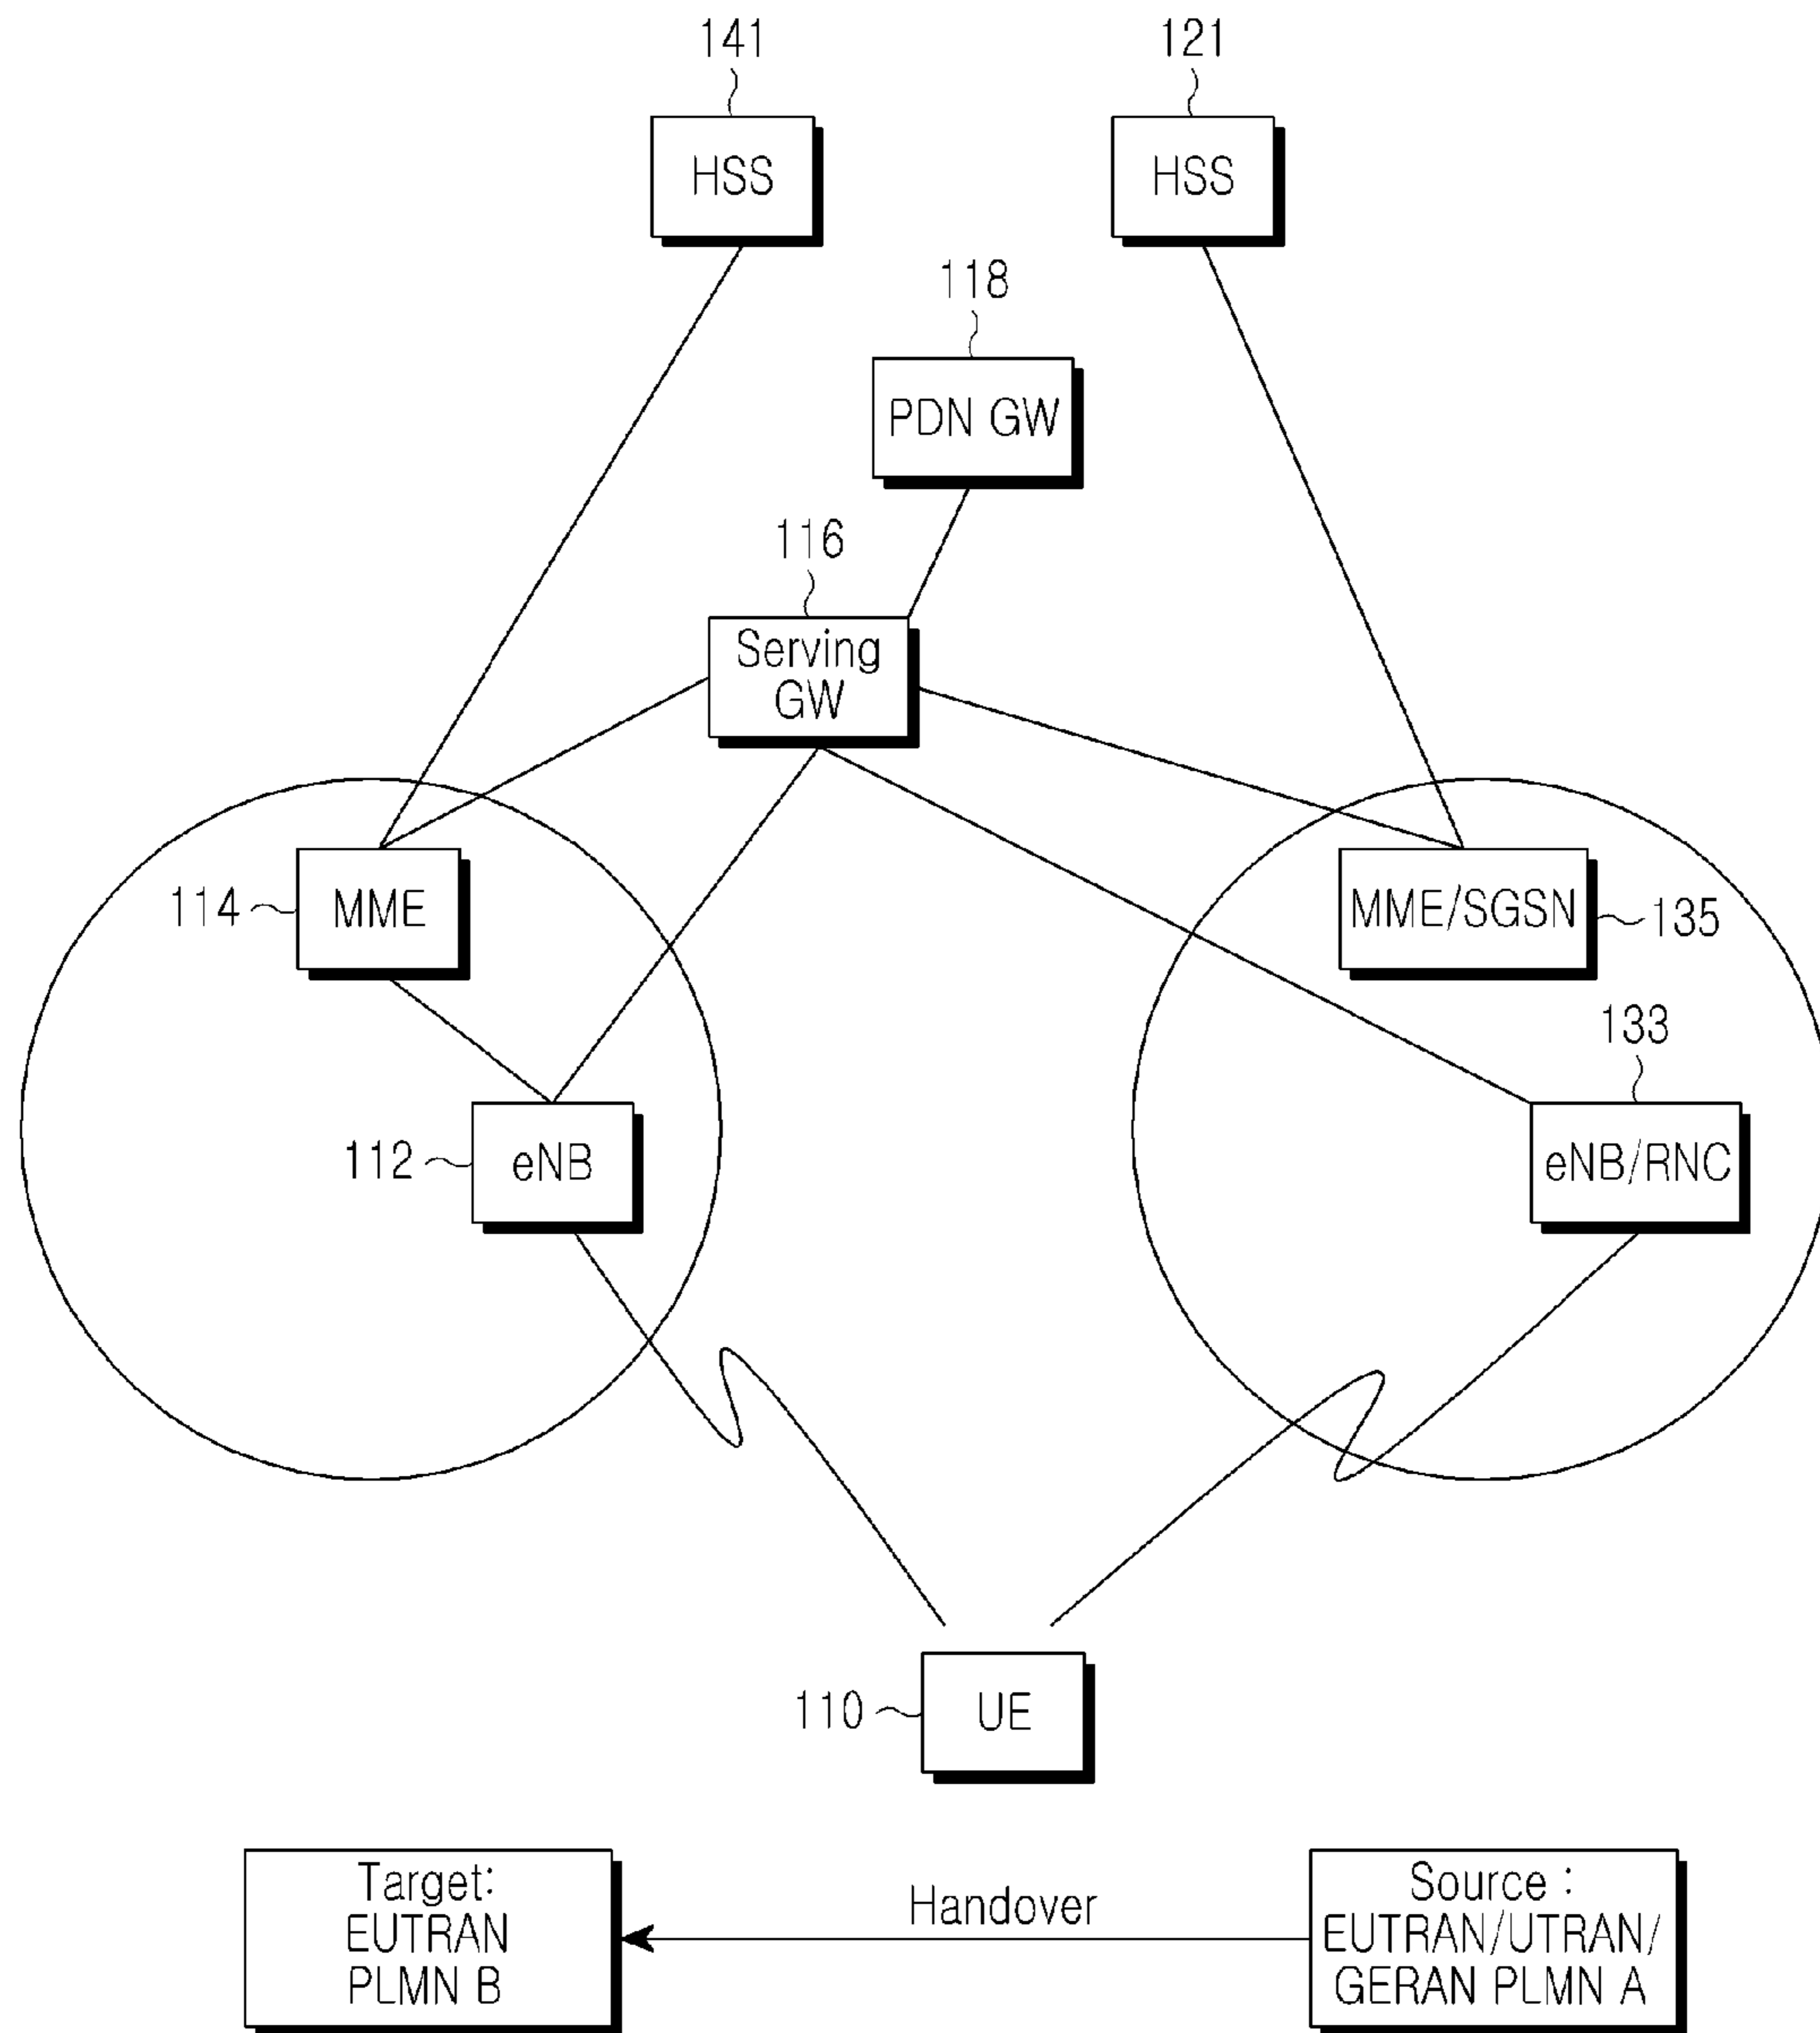 141
121
HSS
HSS
118
PDN GW
116
Serving
GW
114
MME
MME/SGSN
135
133
112
eNB
eNB/RNC
110
UE
Target:
EUTRAN
PLMN B
Handover
Source :
EUTRAN/UTRAN/
GERAN PLMN A